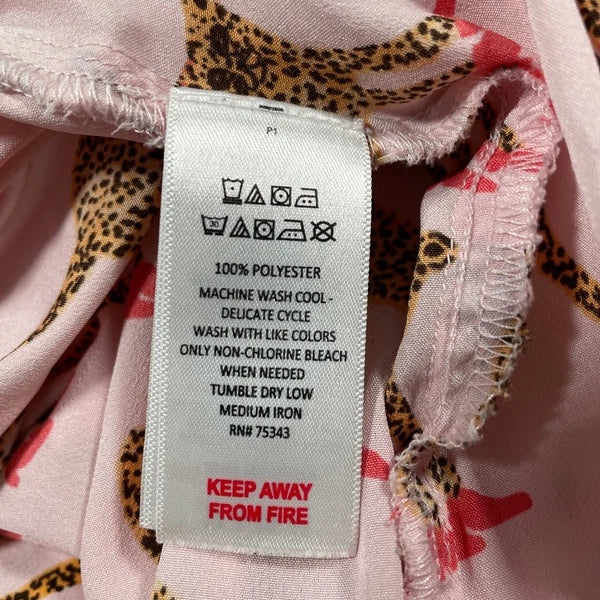 P1
30
100% POLYESTER
MACHINE WASH COOL -
DELICATE CYCLE
WASH WITH LIKE COLORS
ONLY NON-CHLORINE BLEACH
WHEN NEEDED
TUMBLE DRY LOW
MEDIUM IRON
RN# 75343
KEEP AWAY
FROM FIRE